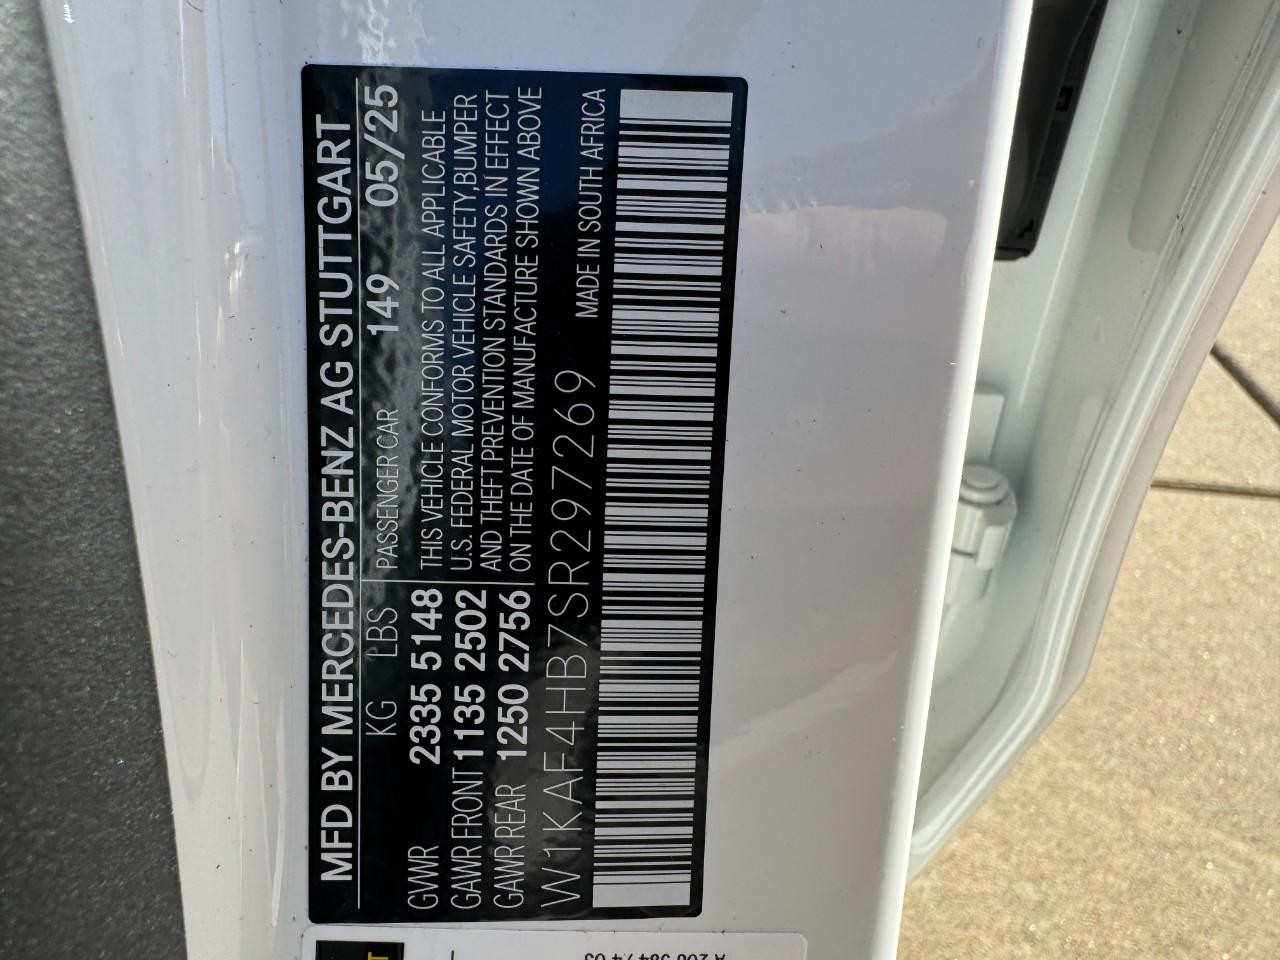 MFD BY MERCEDES-BENZ AG STUTTGART
KG LBS PASSENGER CAR 149 05/25
GVWR 2335 5148 THIS VEHICLE CONFORMS TO ALL APPLICABLE
GAWR FRONT 1135 2502 U.S. FEDERAL MOTOR VEHICLE SAFETY,BUMPER
GAWR REAR 1250 2756 AND THEFT PREVENTION STANDARDS IN EFFECT
ON THE DATE OF MANUFACTURE SHOWN ABOVE
W1KAF4HB7SR297269 MADE IN SOUTH AFRICA